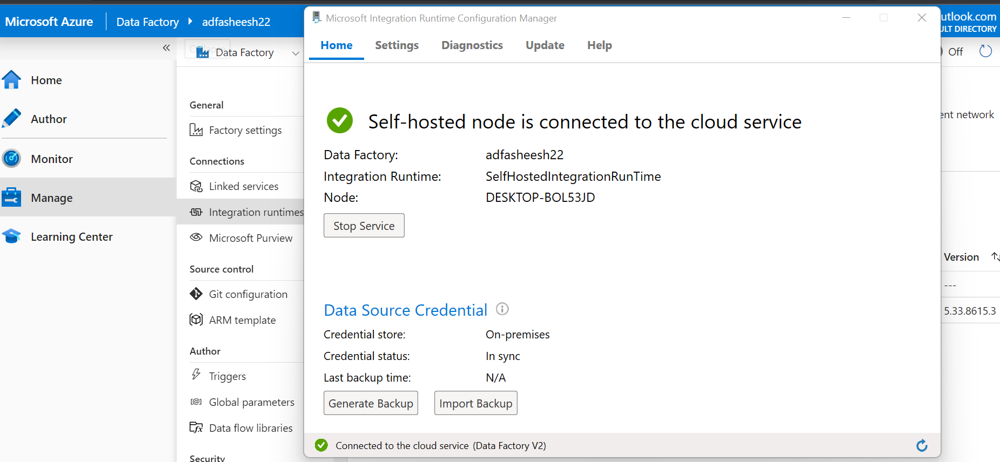 Microsoft Azure
Data Factory
adfasheesh22
utlook.com
ULT DIRECTORY
«
Data Factory
Off
Home
Author
Monitor
Manage
Learning Center
General
Factory settings
Connections
Linked services
Integration runtimes
Microsoft Purview
Source control
Git configuration
ARM template
Author
Triggers
Global parameters
Data flow libraries
Security
Microsoft Integration Runtime Configuration Manager
Home Settings Diagnostics Update Help
Self-hosted node is connected to the cloud service
Data Factory: adfasheesh22
Integration Runtime: SelfHostedIntegrationRunTime
Node: DESKTOP-BOL53JD
Stop Service
Data Source Credential
Credential store: On-premises
Credential status: In sync
Last backup time: N/A
Generate Backup Import Backup
Connected to the cloud service (Data Factory V2)
ent network
Version
---
5.33.8615.3